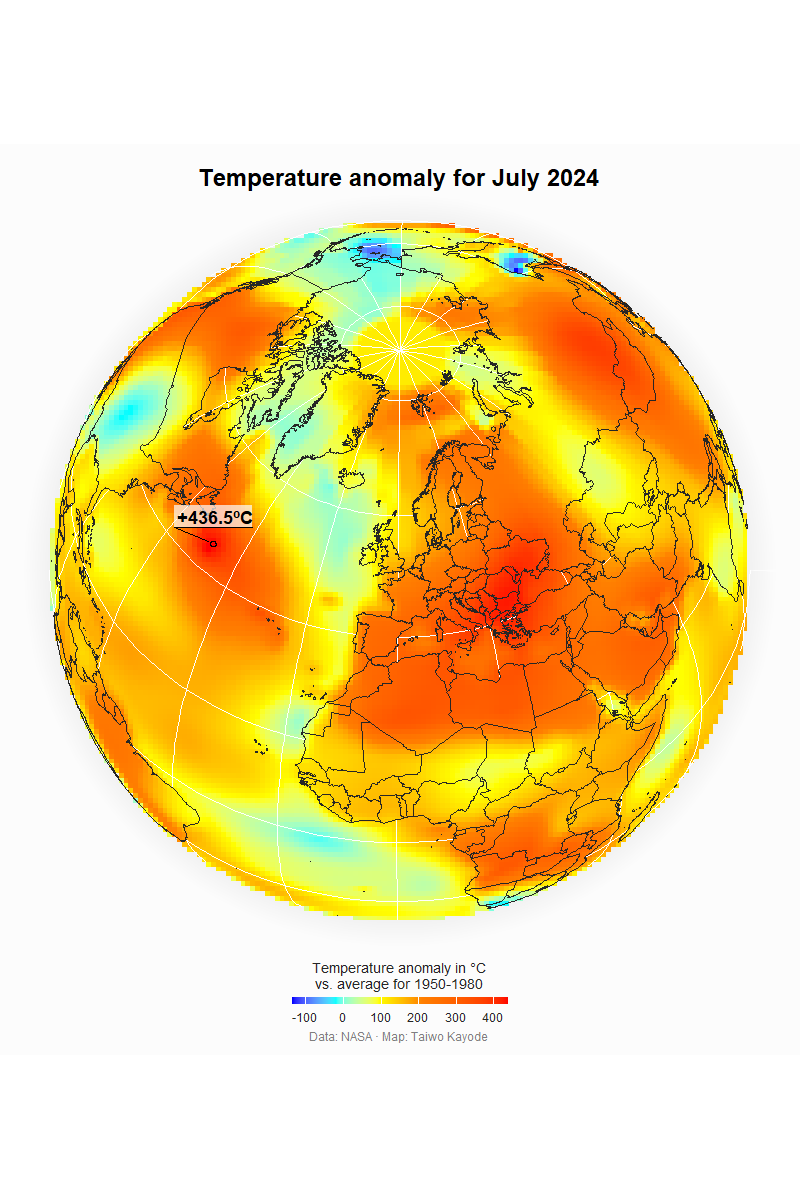 Temperature anomaly for July 2024
+436.5°C
Temperature anomaly in °C
vs. average for 1950-1980
-100 0 100 200 300 400
Data: NASA · Map: Taiwo Kayode